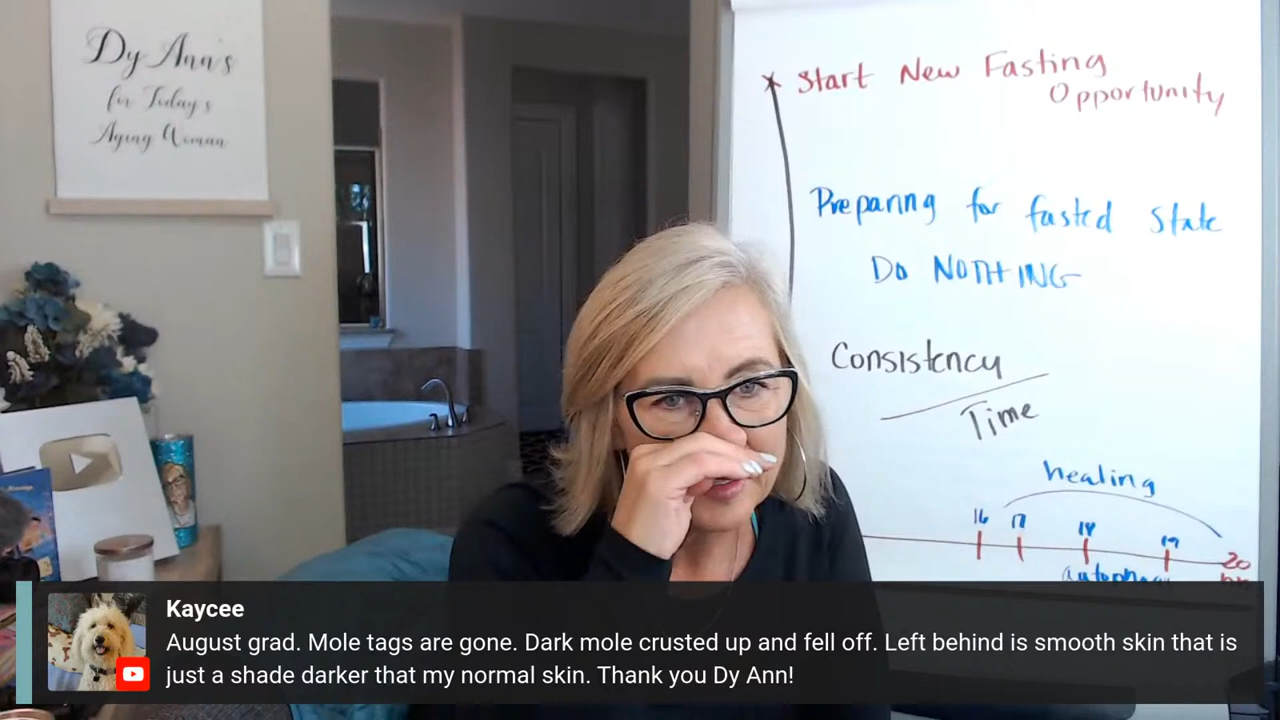 Dy Ann's
for Today's
Aging Woman
Start New Fasting
Opportunity
Preparing for fasted State
DO NOTHING
Consistency
Time
healing
16 17 18 19 20
Kaycee
August grad. Mole tags are gone. Dark mole crusted up and fell off. Left behind is smooth skin that is
just a shade darker that my normal skin. Thank you Dy Ann!